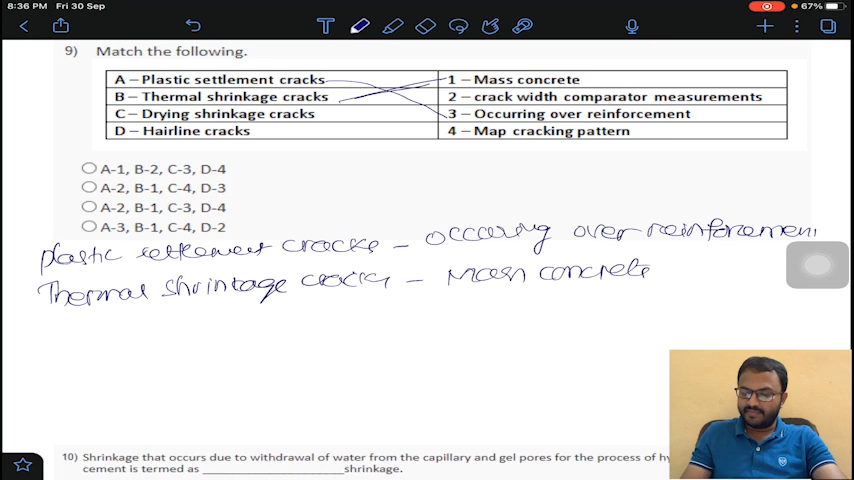 8:36 PM Fri 30 Sep
67%
T
9) Match the following.
A – Plastic settlement cracks 1 – Mass concrete
B – Thermal shrinkage cracks 2 – crack width comparator measurements
C – Drying shrinkage cracks 3 – Occurring over reinforcement
D – Hairline cracks 4 – Map cracking pattern
A-1, B-2, C-3, D-4
A-2, B-1, C-4, D-3
A-2, B-1, C-3, D-4
A-3, B-1, C-4, D-2
plastic settlement cracks – occuring over reinforcement
Thermal shrinkage cracks – Mass concrete
10) Shrinkage that occurs due to withdrawal of water from the capillary and gel pores for the process of hy
cement is termed as ____________________ shrinkage.